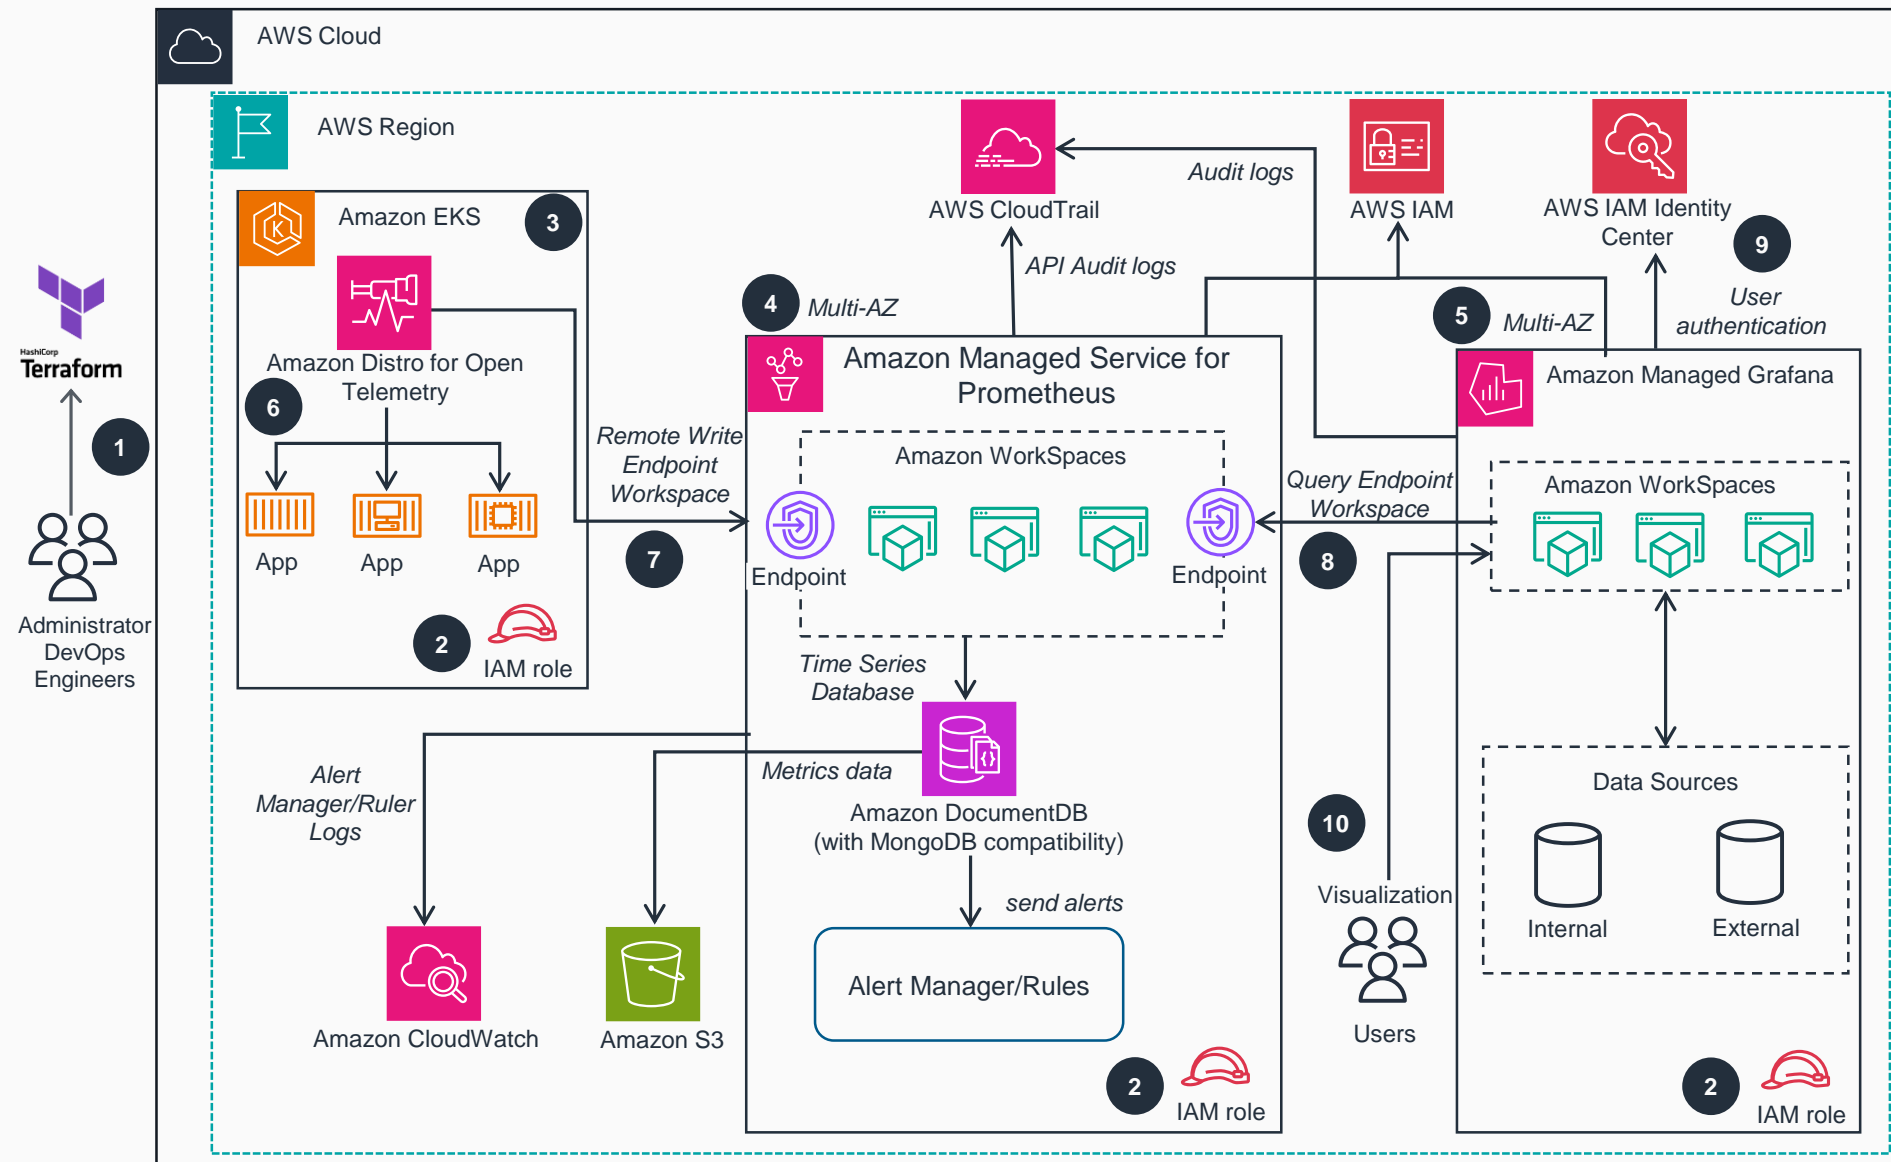 AWS Cloud
AWS Region
Amazon EKS
3
Amazon Distro for Open
Telemetry
6
App
App
App
2
IAM role
HashiCorp
Terraform
1
Administrator
DevOps
Engineers
AWS CloudTrail
API Audit logs
Audit logs
AWS IAM
AWS IAM Identity
Center
9
User
authentication
4
Multi-AZ
5
Multi-AZ
Remote Write
Endpoint
Workspace
7
Amazon Managed Service for
Prometheus
Amazon WorkSpaces
Endpoint
Endpoint
Time Series
Database
Metrics data
Amazon DocumentDB
(with MongoDB compatibility)
send alerts
Alert Manager/Rules
2
IAM role
Alert
Manager/Ruler
Logs
Amazon CloudWatch
Amazon S3
Query Endpoint
Workspace
8
10
Visualization
Users
Amazon Managed Grafana
Amazon WorkSpaces
Data Sources
Internal
External
2
IAM role